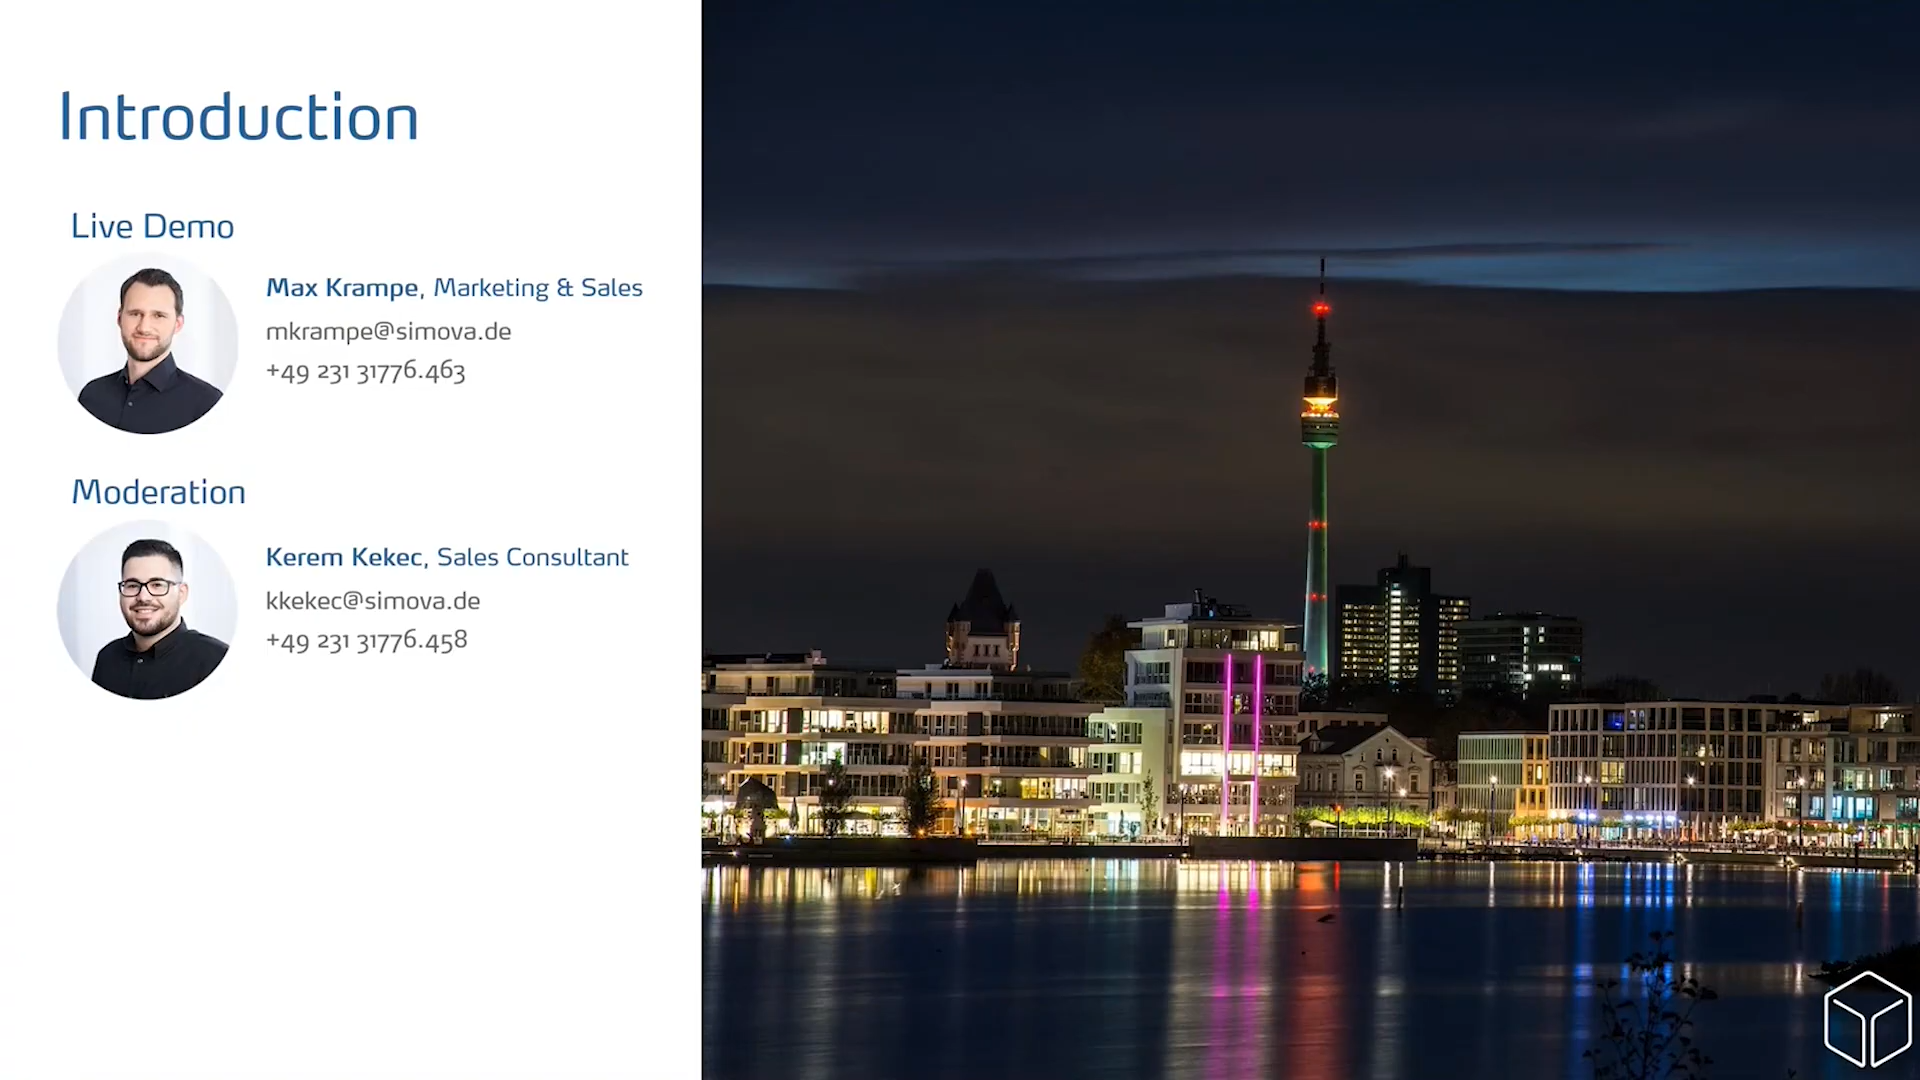 Introduction
Live Demo
Max Krampe, Marketing & Sales
mkrampe@simova.de
+49 231 31776.463
Moderation
Kerem Kekec, Sales Consultant
kkekec@simova.de
+49 231 31776.458